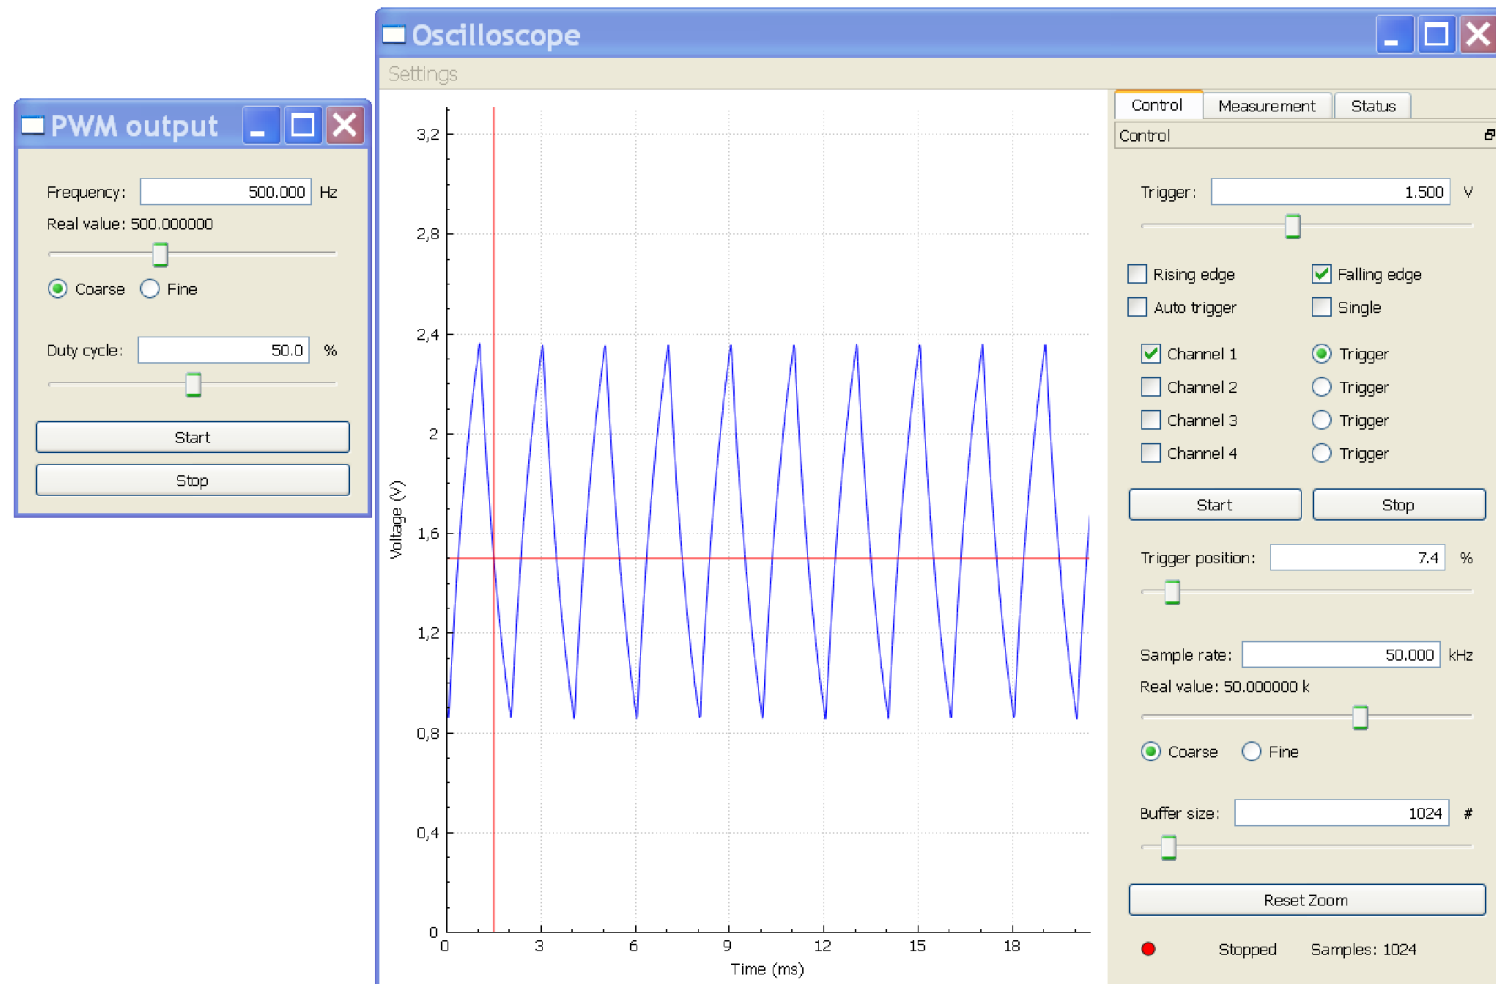 PWM output
Frequency: 500.000 Hz
Real value: 500.000000
Coarse Fine
Duty cycle: 50.0 %
Start
Stop
Oscilloscope
Settings
3,2
2,8
2,4
2
1,6
1,2
0,8
0,4
0
Voltage (V)
0 3 6 9 12 15 18
Time (ms)
Control Measurement Status
Control
Trigger: 1.500 V
Rising edge Falling edge
Auto trigger Single
Channel 1 Trigger
Channel 2 Trigger
Channel 3 Trigger
Channel 4 Trigger
Start Stop
Trigger position: 7.4 %
Sample rate: 50.000 kHz
Real value: 50.000000 k
Coarse Fine
Buffer size: 1024 #
Reset Zoom
Stopped Samples: 1024